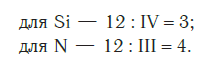 для Si — 12 : IV = 3;
для N — 12 : III = 4.